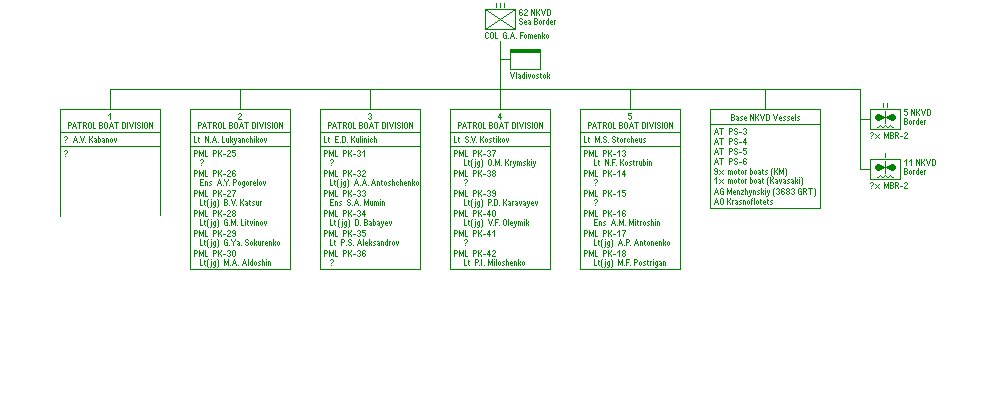 62 NKVD
Sea Border
COL G.A. Fomenko
Vladivostok
1
PATROL BOAT DIVISION
? A.V. Kabanov
?
2
PATROL BOAT DIVISION
Lt N.A. Lukyanchikov
PML PK-25
?
PML PK-26
Ens A.Y. Pogorelov
PML PK-27
Lt(jg) B.V. Katsur
PML PK-28
Lt(jg) G.M. Litvinov
PML PK-29
Lt(jg) G.Ya. Sokurenko
PML PK-30
Lt(jg) M.A. Aldoshin
3
PATROL BOAT DIVISION
Lt E.D. Kulinich
PML PK-31
?
PML PK-32
Lt(jg) A.A. Antoshchenko
PML PK-33
Ens S.A. Mumin
PML PK-34
Lt(jg) D. Babayev
PML PK-35
Lt P.S. Aleksandrov
PML PK-36
?
4
PATROL BOAT DIVISION
Lt S.V. Kostikov
PML PK-37
Lt(jg) O.M. Krymskiy
PML PK-38
?
PML PK-39
Lt(jg) P.D. Karavayev
PML PK-40
Lt(jg) V.F. Oleymik
PML PK-41
?
PML PK-42
Lt P.I. Miloshenko
5
PATROL BOAT DIVISION
Lt M.S. Storcheus
PML PK-13
Lt N.F. Kostrubin
PML PK-14
?
PML PK-15
?
PML PK-16
Ens A.M. Mitroshin
PML PK-17
Lt(jg) A.P. Antonenko
PML PK-18
Lt(jg) M.F. Postrigan
Base NKVD Vessels
AT PS-3
AT PS-4
AT PS-5
AT PS-6
9x motor boats (KM)
1x motor boat (Kavasaki)
AG Menzhynskiy (3683 GRT)
AO Krasnoflotets
5 NKVD
Border
?x MBR-2
11 NKVD
Border
?x MBR-2